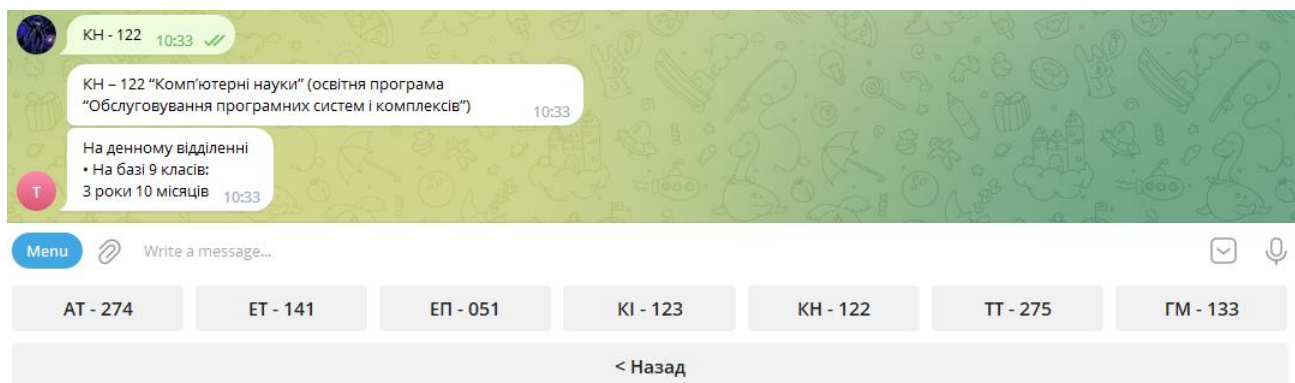 КН - 122 10:33
КН – 122 “Комп’ютерні науки” (освітня програма
“Обслуговування програмних систем і комплексів”) 10:33
На денному відділенні
• На базі 9 класів:
3 роки 10 місяців 10:33
Т
Menu Write a message...
АТ - 274 ЕТ - 141 ЕП - 051 КІ - 123 КН - 122 ТТ - 275 ГМ - 133
< Назад